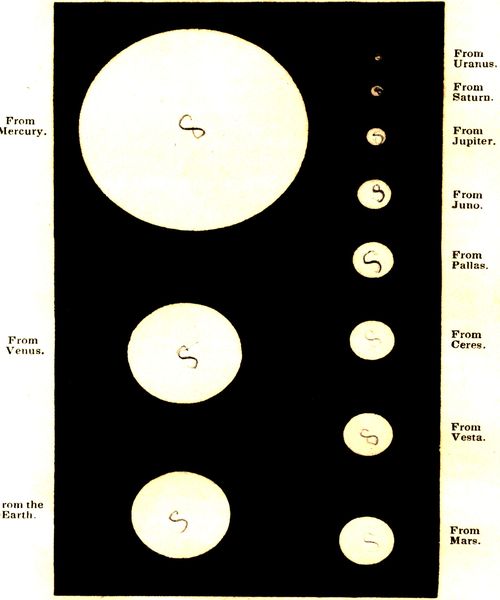 From
Mercury.
From
Venus.
rom the
Earth.
From
Uranus.
From
Saturn.
From
Jupiter.
From
Juno.
From
Pallas.
From
Ceres.
From
Vesta.
From
Mars.